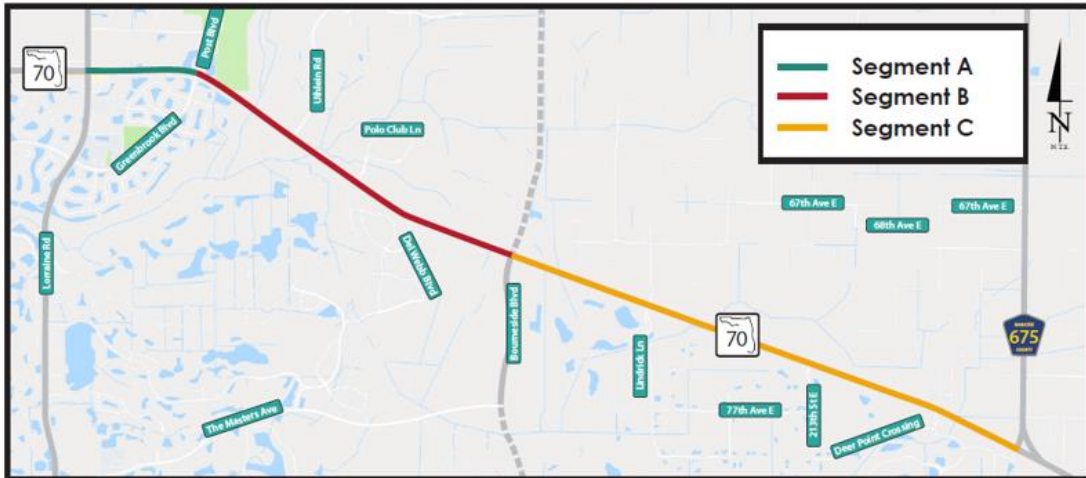 70
Post Blvd
Uihlein Rd
Polo Club Ln
Greenbrook Blvd
Segment A
Segment B
Segment C
N
N.T.S.
67th Ave E
68th Ave E
67th Ave E
Lorraine Rd
Del Webb Blvd
Bourneside Blvd
Lindrick Ln
70
MANATEE
675
COUNTY
The Masters Ave
77th Ave E
213th St E
Deer Point Crossing